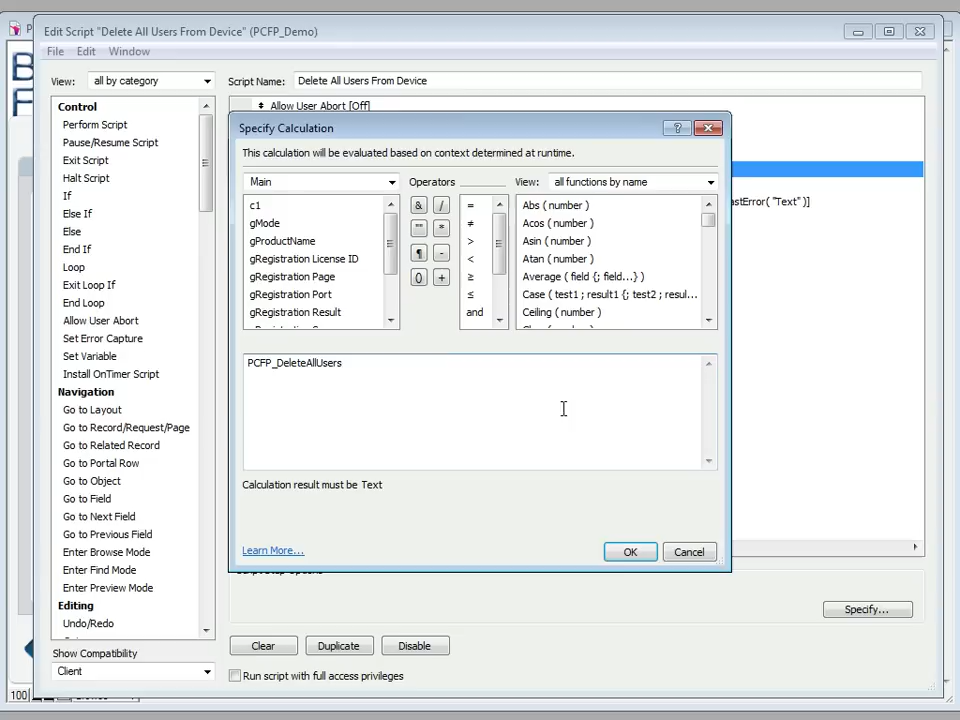 Edit Script "Delete All Users From Device" (PCFP_Demo)
File Edit Window
View: all by category
Script Name: Delete All Users From Device
Control
Perform Script
Pause/Resume Script
Exit Script
Halt Script
If
Else If
Else
End If
Loop
Exit Loop If
End Loop
Allow User Abort
Set Error Capture
Set Variable
Install OnTimer Script
Navigation
Go to Layout
Go to Record/Request/Page
Go to Related Record
Go to Portal Row
Go to Object
Go to Field
Go to Next Field
Go to Previous Field
Enter Browse Mode
Enter Find Mode
Enter Preview Mode
Editing
Undo/Redo
Show Compatibility
Client
100
Allow User Abort [Off]
astError( "Text" )]
Specify Calculation
This calculation will be evaluated based on context determined at runtime.
Main
Operators
View: all functions by name
c1
gMode
gProductName
gRegistration License ID
gRegistration Page
gRegistration Port
gRegistration Result
& /
"" *
¶ -
() +
=
≠
>
<
≥
≤
and
Abs ( number )
Acos ( number )
Asin ( number )
Atan ( number )
Average ( field {; field...} )
Case ( test1 ; result1 {; test2 ; resul...
Ceiling ( number )
PCFP_DeleteAllUsers
Calculation result must be Text
Learn More...
OK
Cancel
Specify...
Clear
Duplicate
Disable
Run script with full access privileges